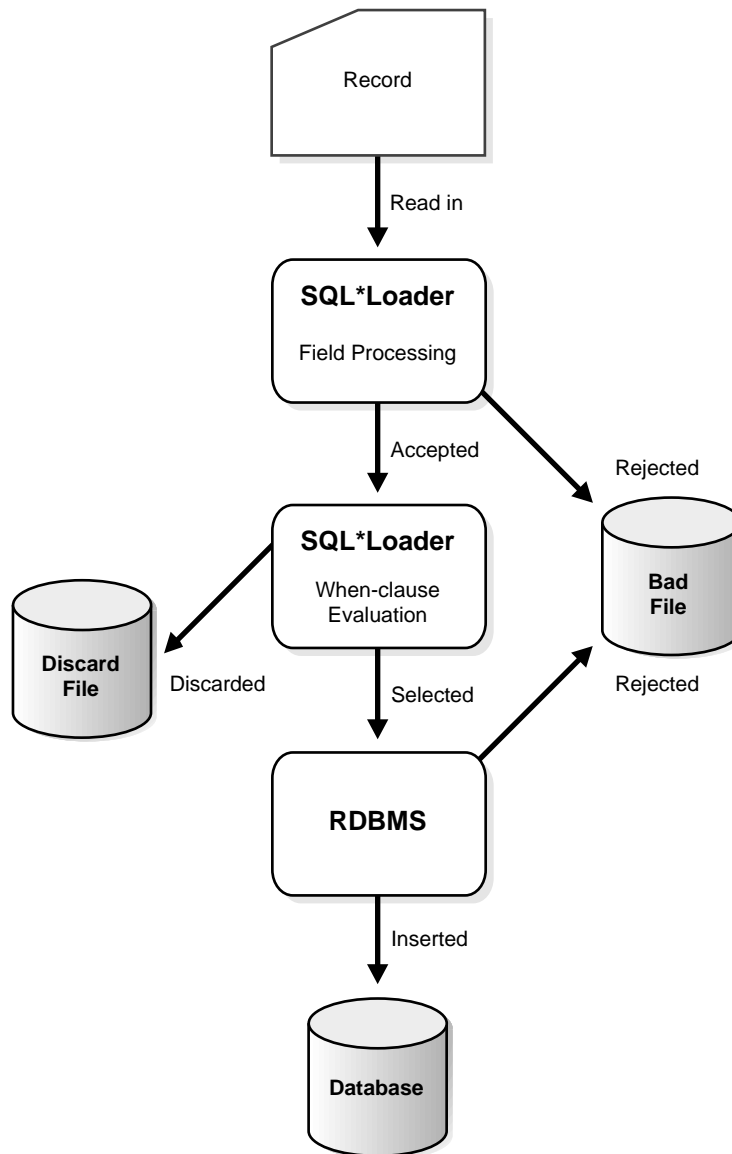 Record
Read in
SQL*Loader
Field Processing
Accepted
Rejected
SQL*Loader
When-clause
Evaluation
Bad
File
Discard
File
Discarded
Selected
Rejected
RDBMS
Inserted
Database